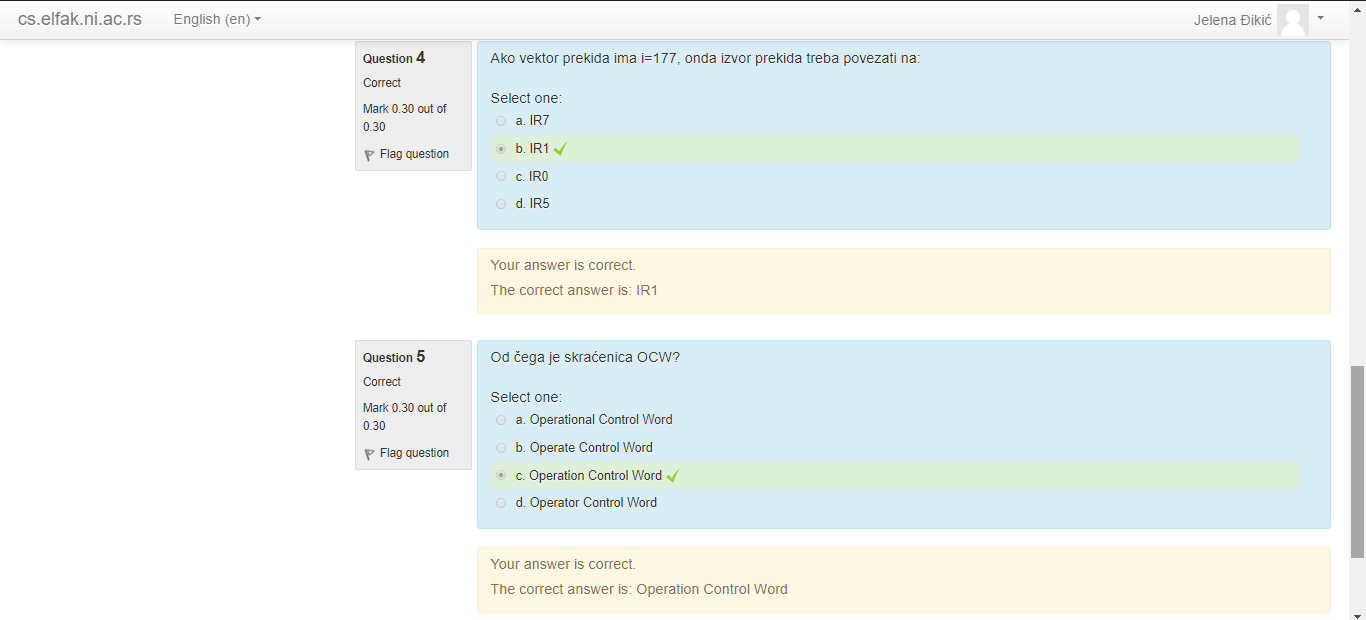 cs.elfak.ni.ac.rs English (en) Jelena Đikić
Question 4
Correct
Mark 0.30 out of
0.30
Flag question
Ako vektor prekida ima i=177, onda izvor prekida treba povezati na:
Select one:
a. IR7
b. IR1
c. IR0
d. IR5
Your answer is correct.
The correct answer is: IR1
Question 5
Correct
Mark 0.30 out of
0.30
Flag question
Od čega je skraćenica OCW?
Select one:
a. Operational Control Word
b. Operate Control Word
c. Operation Control Word
d. Operator Control Word
Your answer is correct.
The correct answer is: Operation Control Word